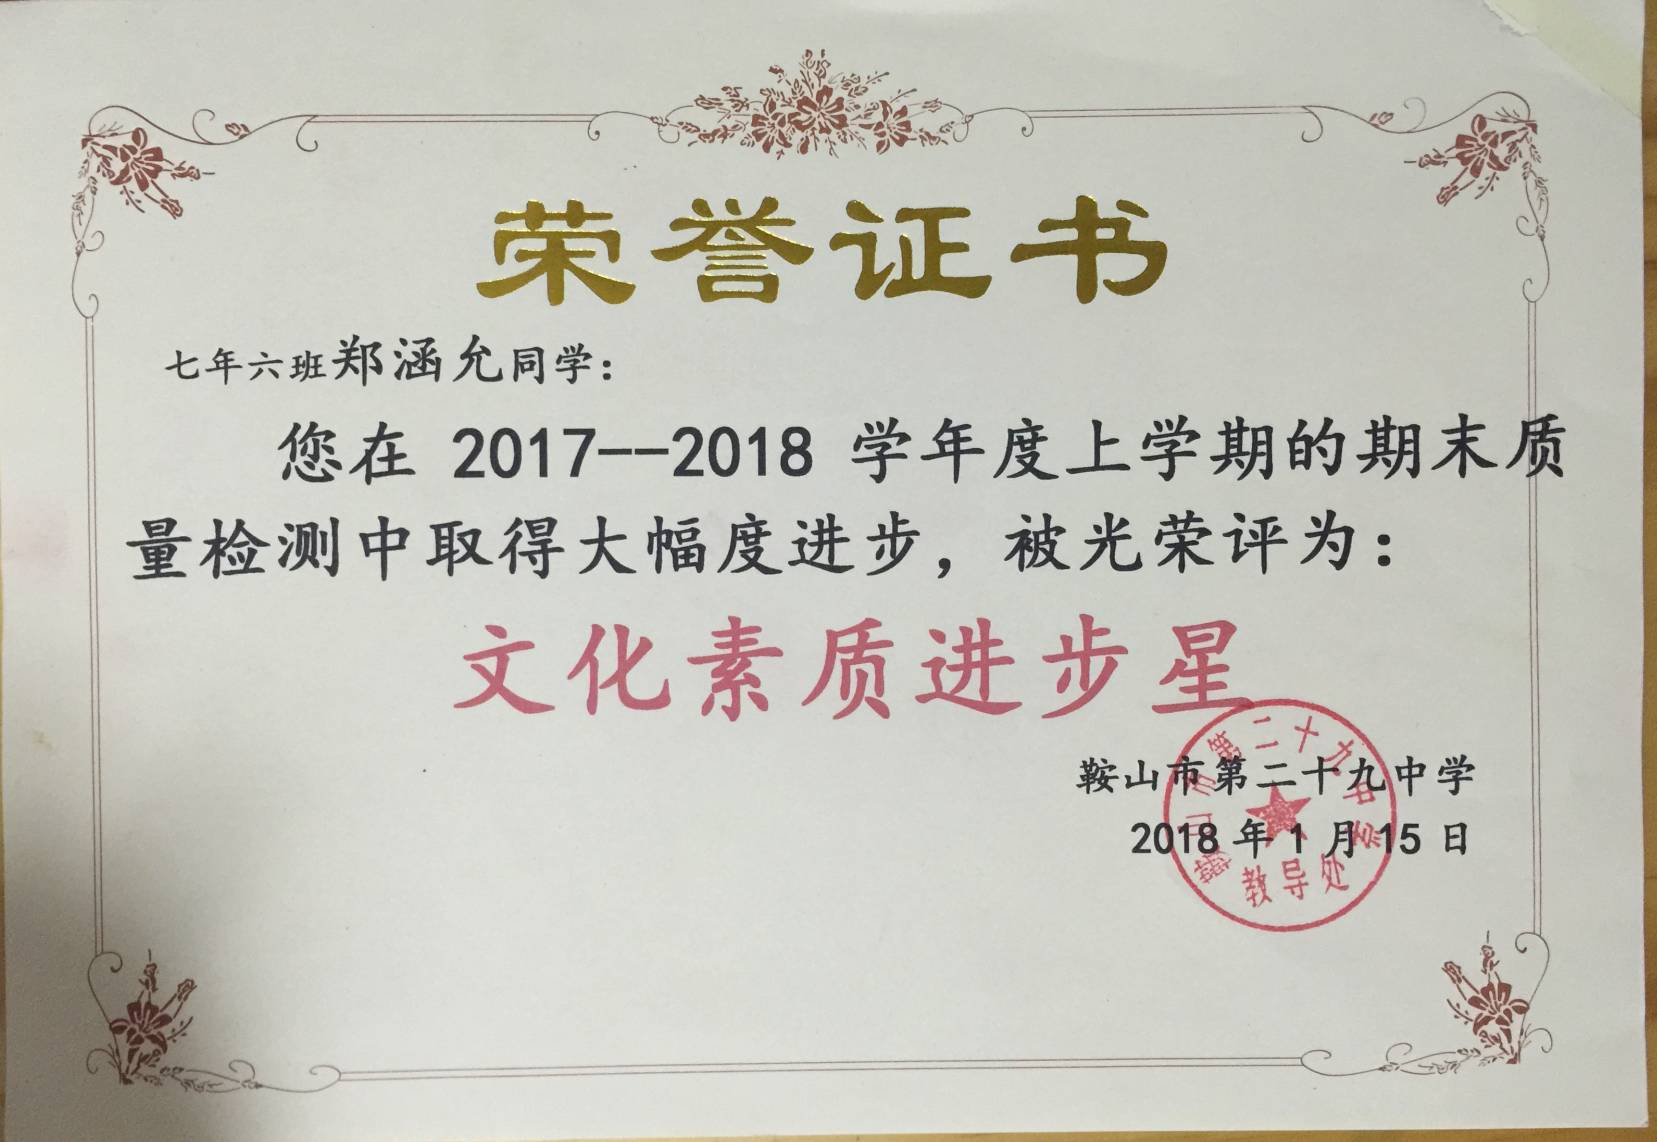 荣誉证书
七年六班郑涵允同学：
您在 2017--2018 学年度上学期的期末质
量检测中取得大幅度进步，被光荣评为：
文化素质进步星
鞍山市第二十九中学
2018 年 1 月 15 日
鞍山市第二十九中学
教导处